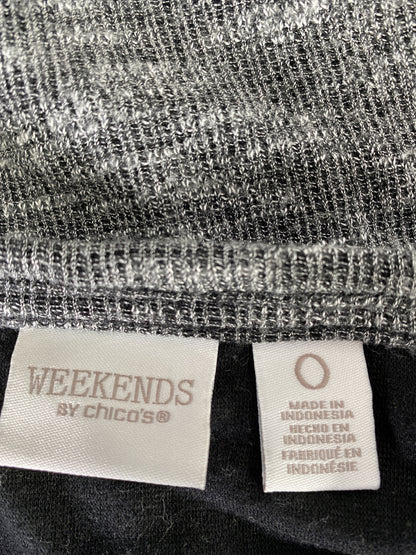 WEEKENDS
BY chico's®
0
MADE IN
INDONESIA
HECHO EN
INDONESIA
FABRIQUÉ EN
INDONÉSIE